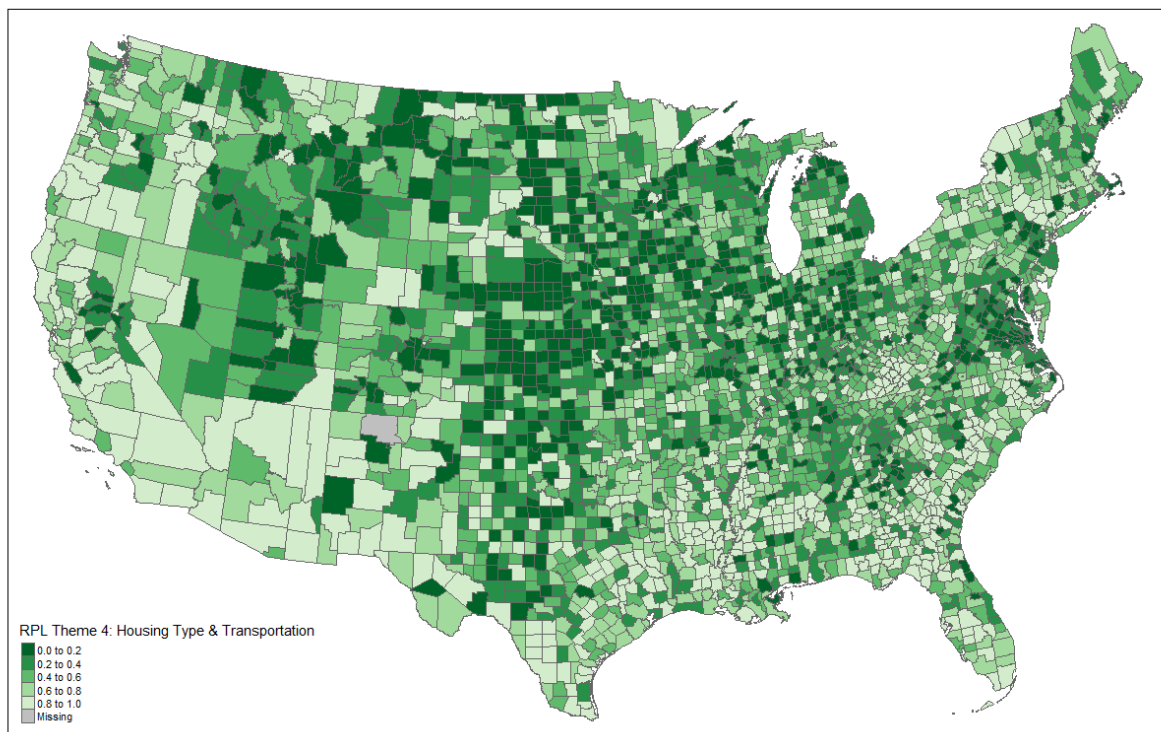 RPL Theme 4: Housing Type & Transportation
0.0 to 0.2
0.2 to 0.4
0.4 to 0.6
0.6 to 0.8
0.8 to 1.0
Missing